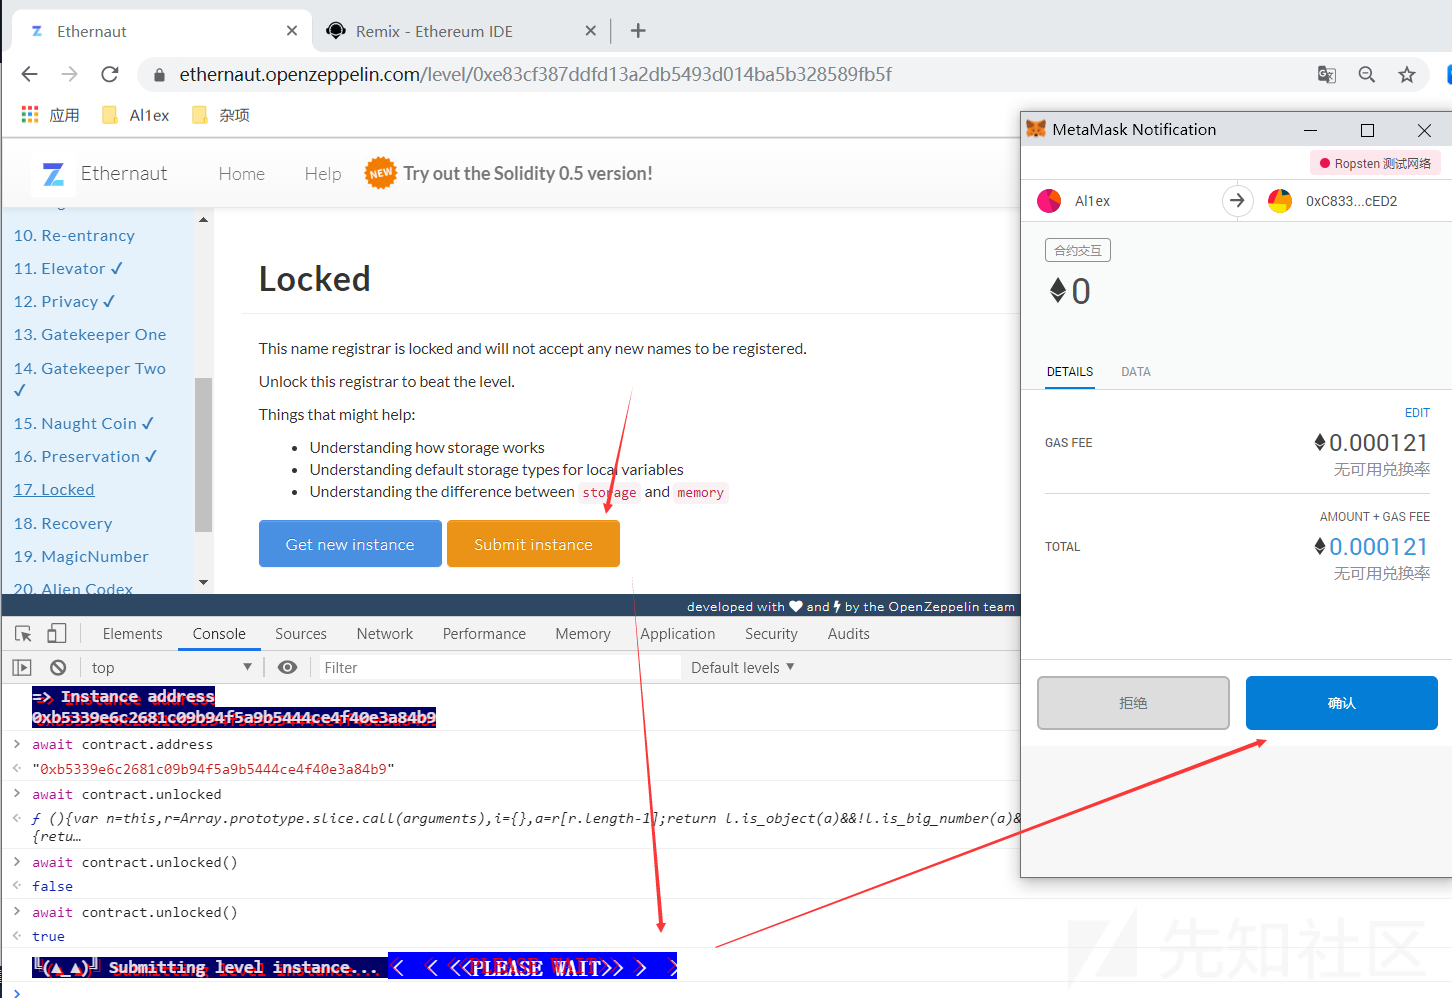 Ethernaut
Remix - Ethereum IDE
ethernaut.openzeppelin.com/level/0xe83cf387ddfd13a2db5493d014ba5b328589fb5f
应用 Al1ex 杂项
Ethernaut Home Help NEW Try out the Solidity 0.5 version!
10. Re-entrancy
11. Elevator ✓
12. Privacy ✓
13. Gatekeeper One
14. Gatekeeper Two
✓
15. Naught Coin ✓
16. Preservation ✓
17. Locked
18. Recovery
19. MagicNumber
20. Alien Codex
Locked
This name registrar is locked and will not accept any new names to be registered.
Unlock this registrar to beat the level.
Things that might help:
• Understanding how storage works
• Understanding default storage types for local variables
• Understanding the difference between storage and memory
Get new instance Submit instance
developed with ♥ and by the OpenZeppelin team
MetaMask Notification
Ropsten 测试网络
Al1ex 0xC833...cED2
合约交互
0
DETAILS DATA
EDIT
GAS FEE 0.000121
无可用兑换率
AMOUNT + GAS FEE
TOTAL 0.000121
无可用兑换率
拒绝 确认
Elements Console Sources Network Performance Memory Application Security Audits
top Filter Default levels
=> Instance address
0xb5339e6c2681c09b94f5a9b5444ce4f40e3a84b9
> await contract.address
"0xb5339e6c2681c09b94f5a9b5444ce4f40e3a84b9"
> await contract.unlocked
ƒ (){var n=this,r=Array.prototype.slice.call(arguments),i={},a=r[r.length-1];return l.is_object(a)&&!l.is_big_number(a)&
{retu…
> await contract.unlocked()
false
> await contract.unlocked()
true
╚(▲_▲)╝ Submitting level instance... < < <<PLEASE WAIT>> > >
>
先知社区